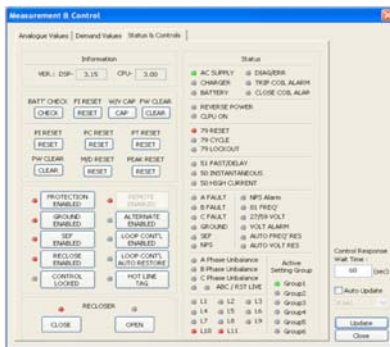 Measurement & Control
Analogue Values Demand Values Status & Controls
Information
VER.: DSP- 3.15 CPU- 3.00
BATT CHECK FI RESET W/V CAP FW CLEAR
CHECK RESET CAP CLEAR
PI RESET PC RESET PT RESET
RESET RESET RESET
PW CLEAR M/D RESET PEAK RESET
CLEAR RESET RESET
PROTECTION ENABLED REMOTE ENABLED
GROUND ENABLED ALTERNATE ENABLED
SEF ENABLED LOOP CONT'L ENABLED
RECLOSE ENABLED LOOP CONT'L AUTO RESTORE
CONTROL LOCKED HOT LINE TAG
RECLOSER
CLOSE OPEN
Status
AC SUPPLY DIAG/ERR
CHARGER TRIP COIL ALARM
BATTERY CLOSE COIL ALAR
REVERSE POWER
CLPU ON
79 RESET
79 CYCLE
79 LOCKOUT
51 FAST/DELAY
50 INSTANTANEOUS
50 HIGH CURRENT
A FAULT NPS Alarm
B FAULT 81 FREQ'
C FAULT 27/59 VOLT
GROUND VOLT ALARM
SEF AUTO FREQ' RES
NPS AUTO VOLT RES
A Phase Unbalance
B Phase Unbalance
C Phase Unbalance
ABC / RST LIVE
L1 L2 L3
L4 L5 L6
L7 L8 L9
L10 L11
Active
Setting Group
Group1
Group2
Group3
Group4
Group5
Group6
Control Response
Wait Time :
60 (sec)
Auto Update
Update
Close